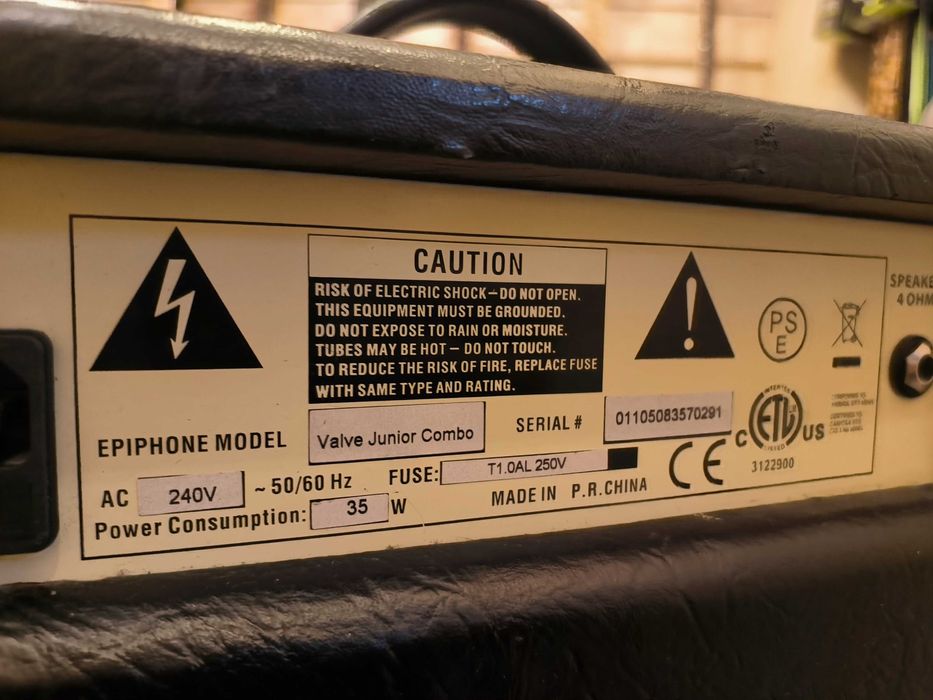 CAUTION
RISK OF ELECTRIC SHOCK – DO NOT OPEN.
THIS EQUIPMENT MUST BE GROUNDED.
DO NOT EXPOSE TO RAIN OR MOISTURE.
TUBES MAY BE HOT – DO NOT TOUCH.
TO REDUCE THE RISK OF FIRE, REPLACE FUSE
WITH SAME TYPE AND RATING.
PS
E
SPEAKE
4 OHM
EPIPHONE MODEL Valve Junior Combo SERIAL # 01105083570291
AC 240V ~ 50/60 Hz FUSE: T1.0AL 250V
Power Consumption: 35 W MADE IN P.R.CHINA CE
INTERTEK
C ETL US
LISTED
3122900